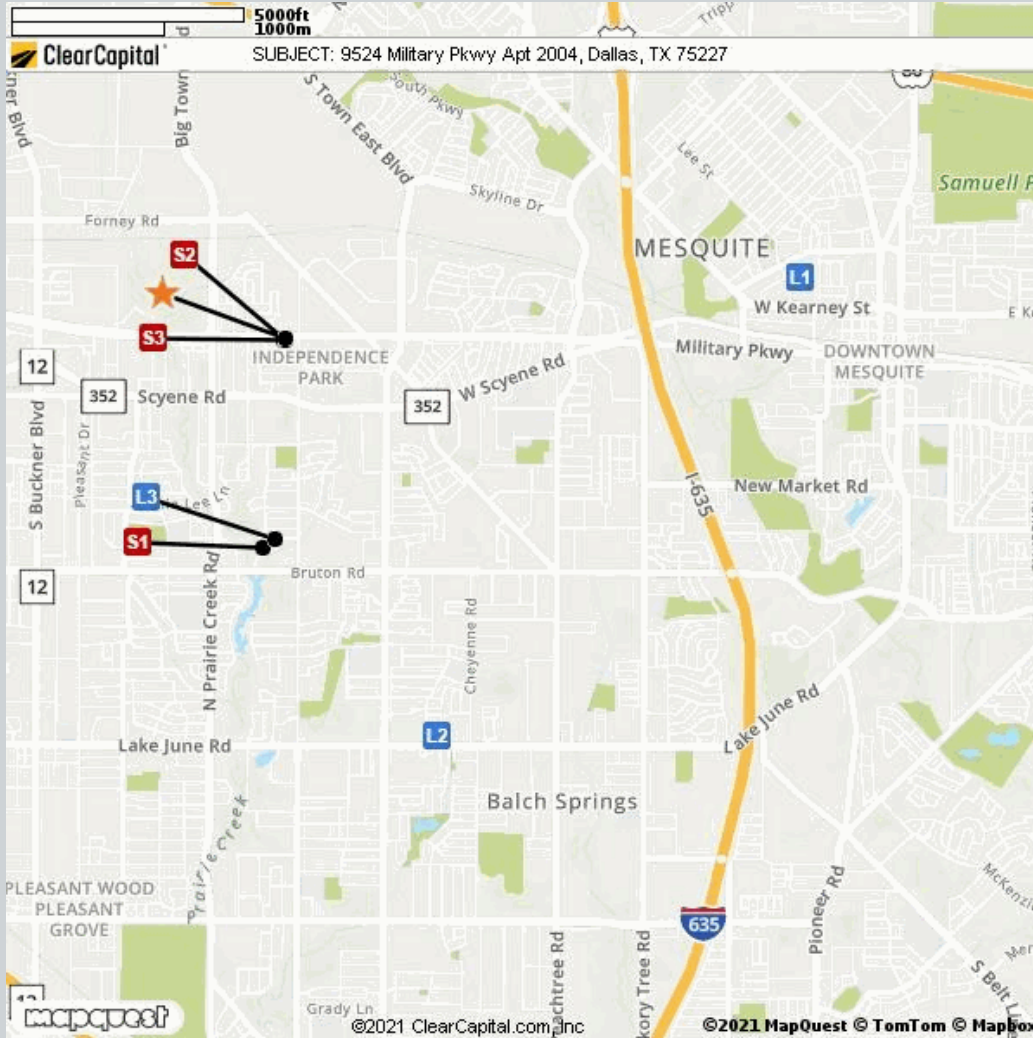 5000ft
1000m
ClearCapital
SUBJECT: 9524 Military Pkwy Apt 2004, Dallas, TX 75227
Tripp
80
Big Town
South Pkwy
S Town East Blvd
Lee St
Samuell
Skyline Dr
Forney Rd
S2
MESQUITE
L1
W Kearney St
S3
INDEPENDENCE
PARK
Military Pkwy
DOWNTOWN
MESQUITE
W Scyene Rd
12
352
Scyene Rd
352
S Buckner Blvd
Pleasant Dr
I-635
New Market Rd
L3
Lee Ln
S1
Bruton Rd
12
N Prairie Creek Rd
Cheyenne Rd
Lake June Rd
Lake June Rd
L2
Balch Springs
Prairie Creek
PLEASANT WOOD
PLEASANT
GROVE
635
Pioneer Rd
S Belt
Grady Ln
mapquest
©2021 ClearCapital.com, Inc
©2021 MapQuest © TomTom © Mapbox